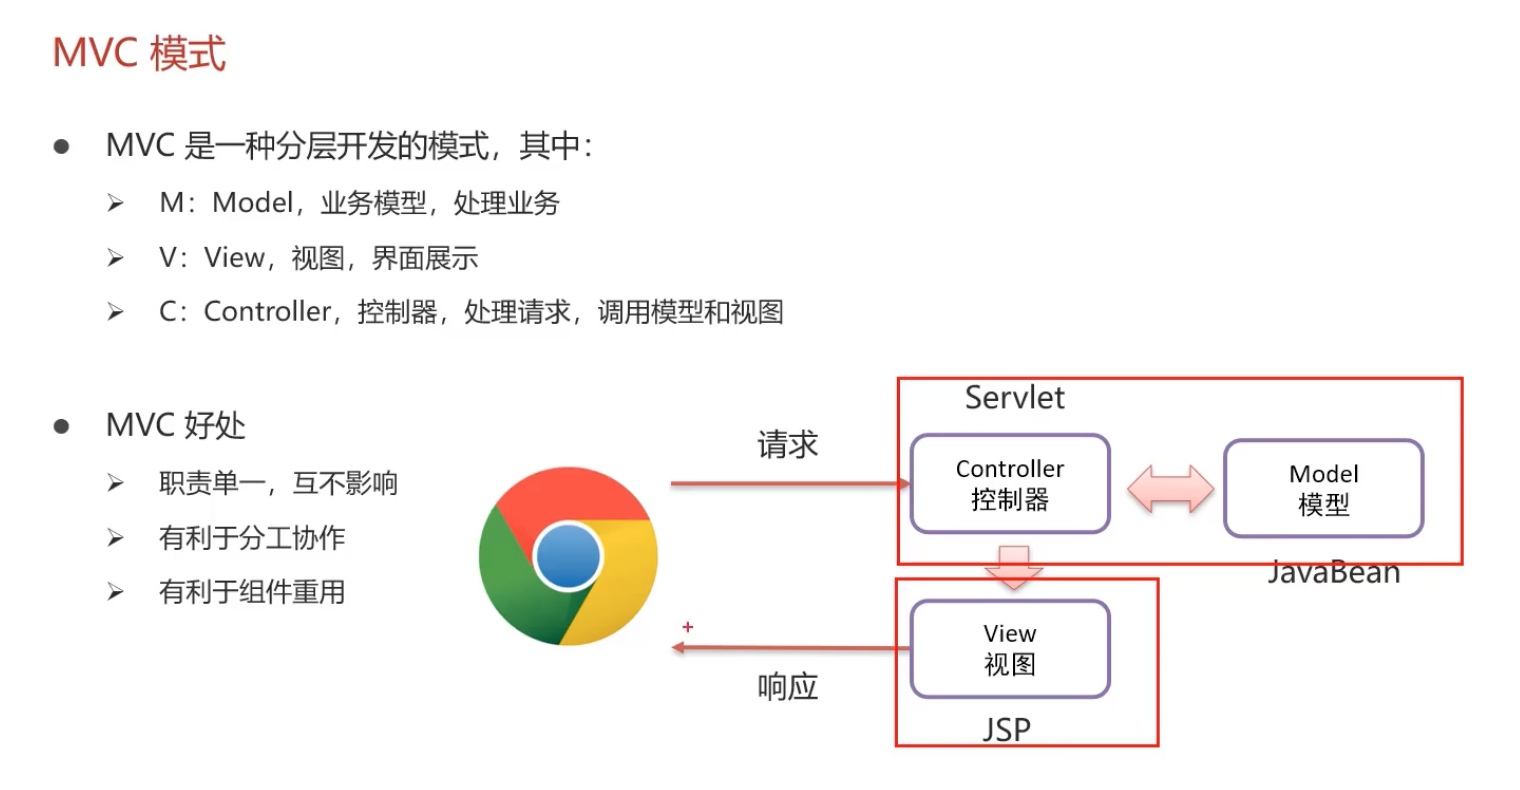 MVC 模式
MVC 是一种分层开发的模式，其中：
M：Model，业务模型，处理业务
V：View，视图，界面展示
C：Controller，控制器，处理请求，调用模型和视图
MVC 好处
职责单一，互不影响
有利于分工协作
有利于组件重用
请求
Servlet
Controller
控制器
Model
模型
JavaBean
View
视图
响应
JSP